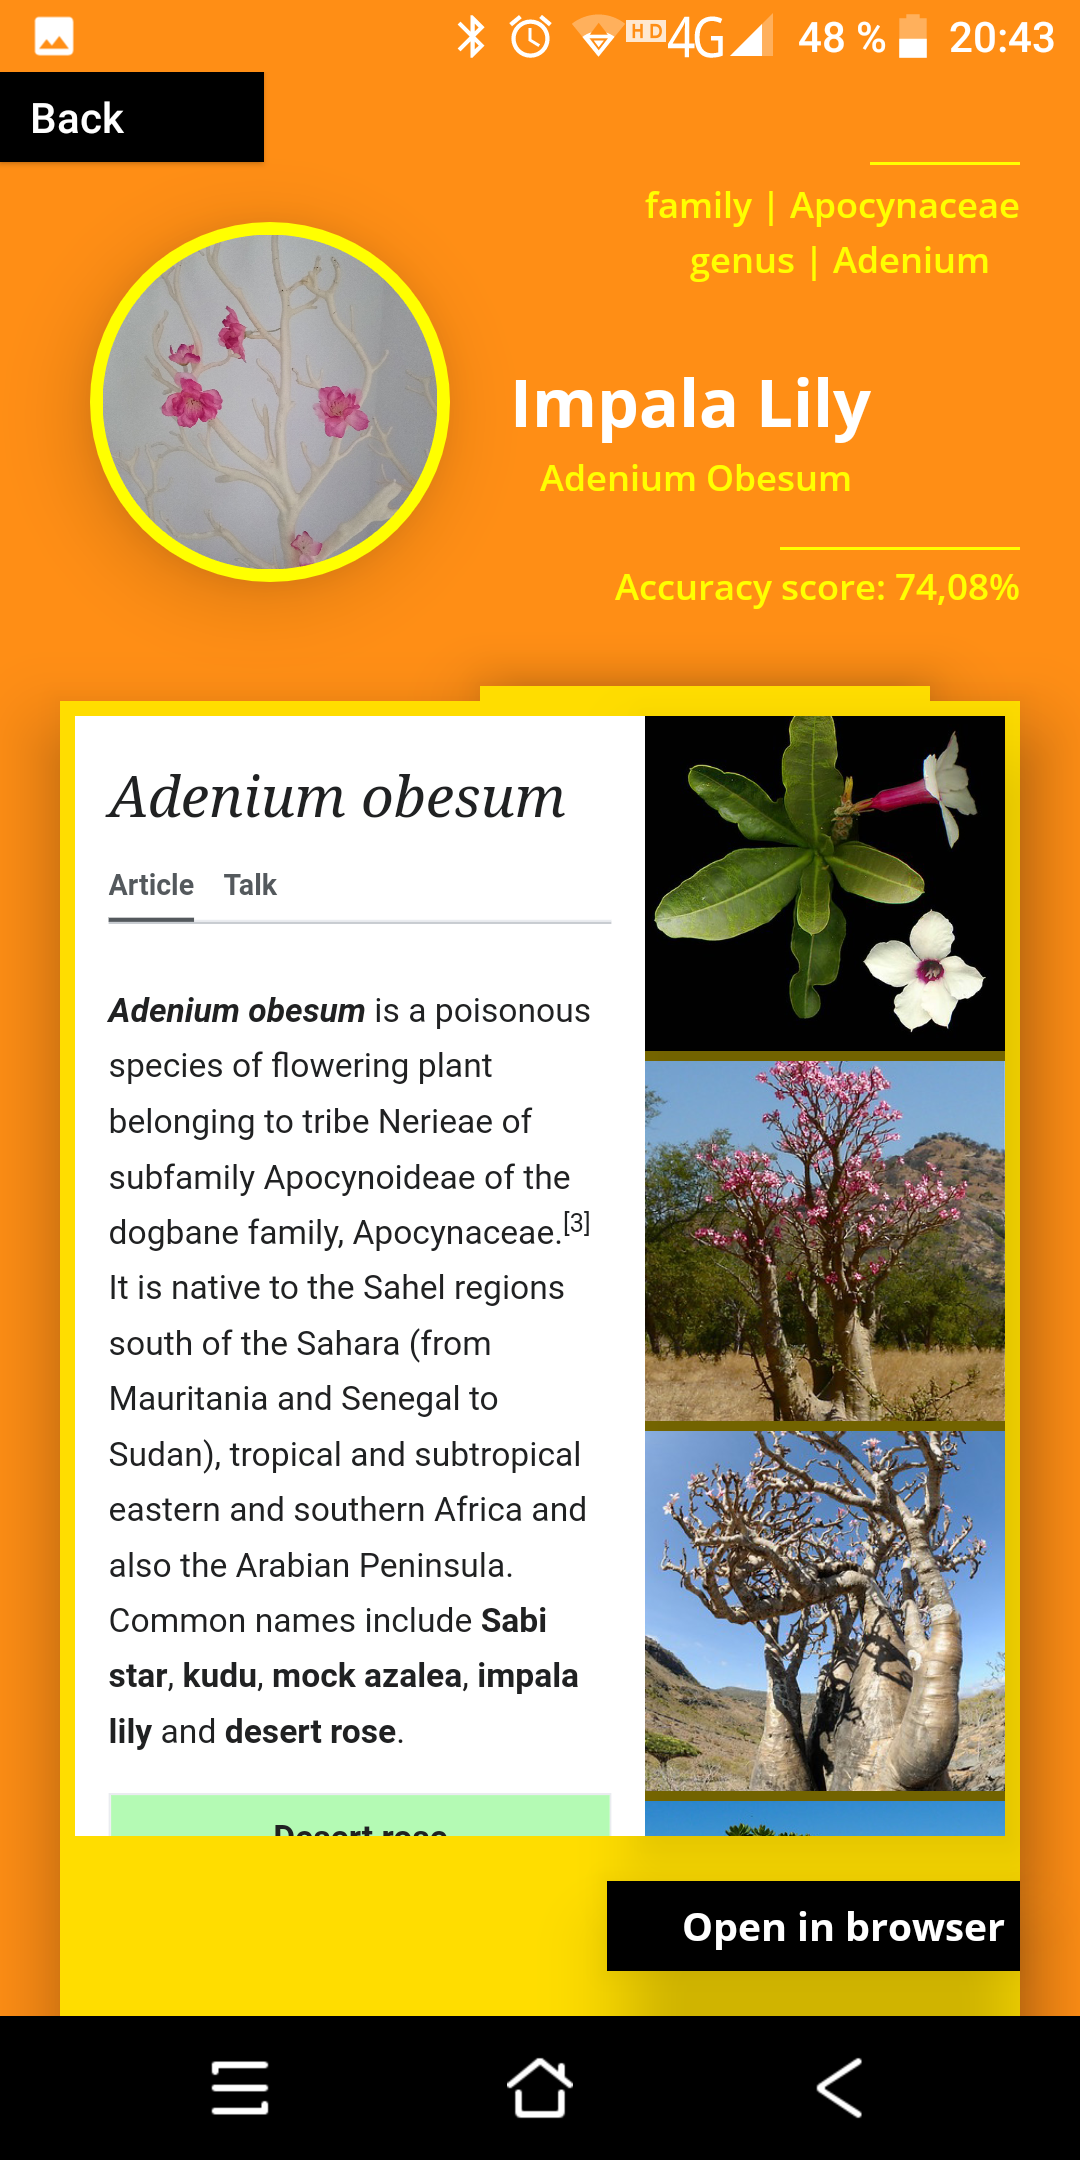 HD 4G 48 % 20:43
Back
family | Apocynaceae
genus | Adenium
Impala Lily
Adenium Obesum
Accuracy score: 74,08%
Adenium obesum
Article Talk
Adenium obesum is a poisonous
species of flowering plant
belonging to tribe Nerieae of
subfamily Apocynoideae of the
dogbane family, Apocynaceae.[3]
It is native to the Sahel regions
south of the Sahara (from
Mauritania and Senegal to
Sudan), tropical and subtropical
eastern and southern Africa and
also the Arabian Peninsula.
Common names include Sabi
star, kudu, mock azalea, impala
lily and desert rose.
Desert rose
Open in browser